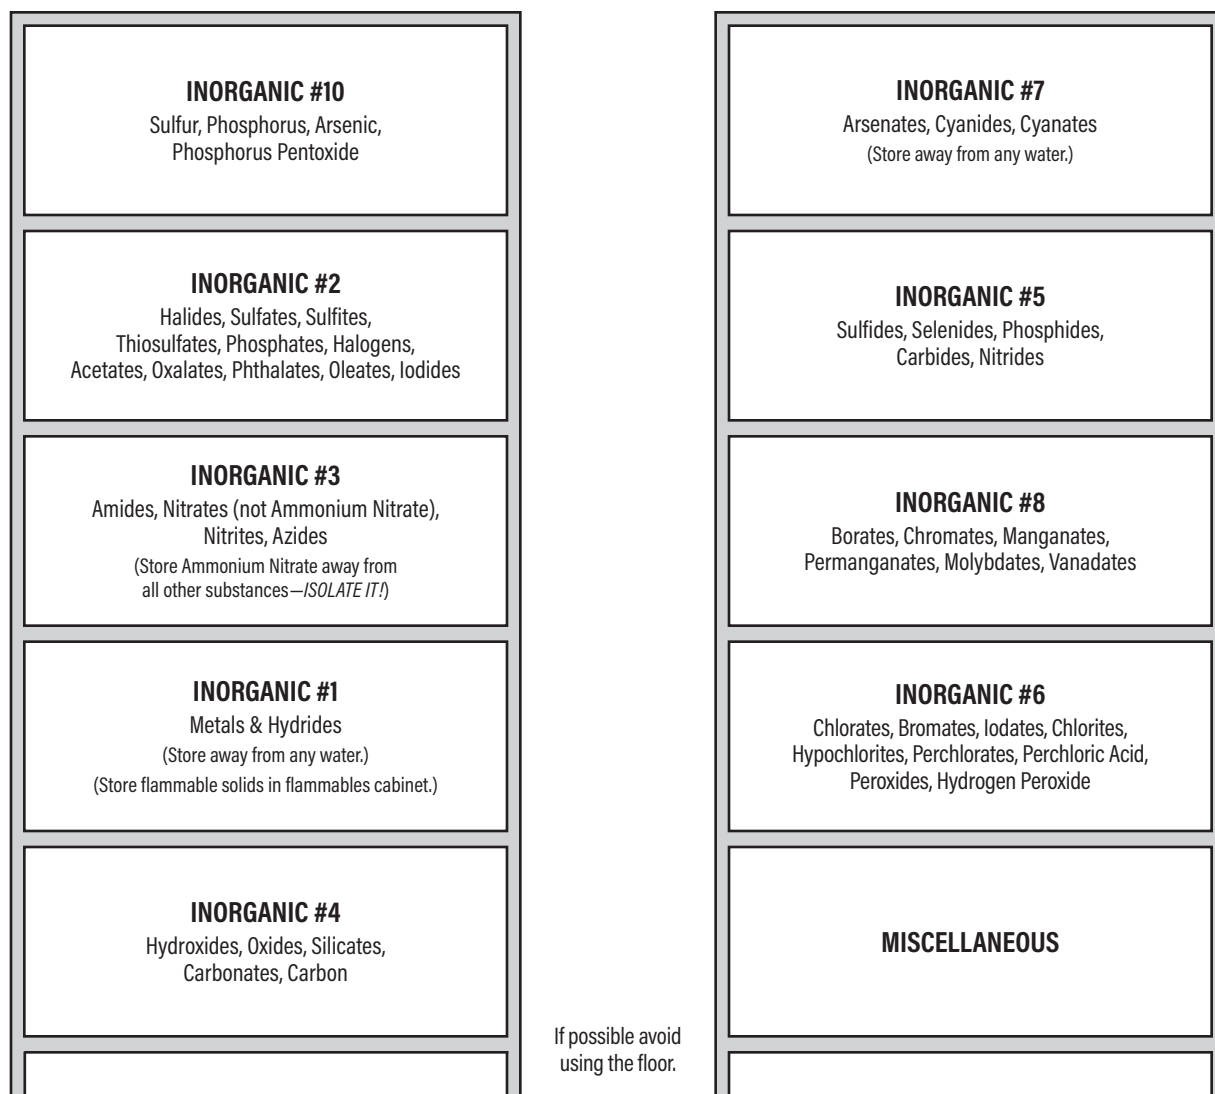 INORGANIC #10
Sulfur, Phosphorus, Arsenic,
Phosphorus Pentoxide
INORGANIC #2
Halides, Sulfates, Sulfites,
Thiosulfates, Phosphates, Halogens,
Acetates, Oxalates, Phthalates, Oleates, Iodides
INORGANIC #3
Amides, Nitrates (not Ammonium Nitrate),
Nitrites, Azides
(Store Ammonium Nitrate away from
all other substances—ISOLATE IT!)
INORGANIC #1
Metals & Hydrides
(Store away from any water.)
(Store flammable solids in flammables cabinet.)
INORGANIC #4
Hydroxides, Oxides, Silicates,
Carbonates, Carbon
If possible avoid
using the floor.
INORGANIC #7
Arsenates, Cyanides, Cyanates
(Store away from any water.)
INORGANIC #5
Sulfides, Selenides, Phosphides,
Carbides, Nitrides
INORGANIC #8
Borates, Chromates, Manganates,
Permanganates, Molybdates, Vanadates
INORGANIC #6
Chlorates, Bromates, Iodates, Chlorites,
Hypochlorites, Perchlorates, Perchloric Acid,
Peroxides, Hydrogen Peroxide
MISCELLANEOUS